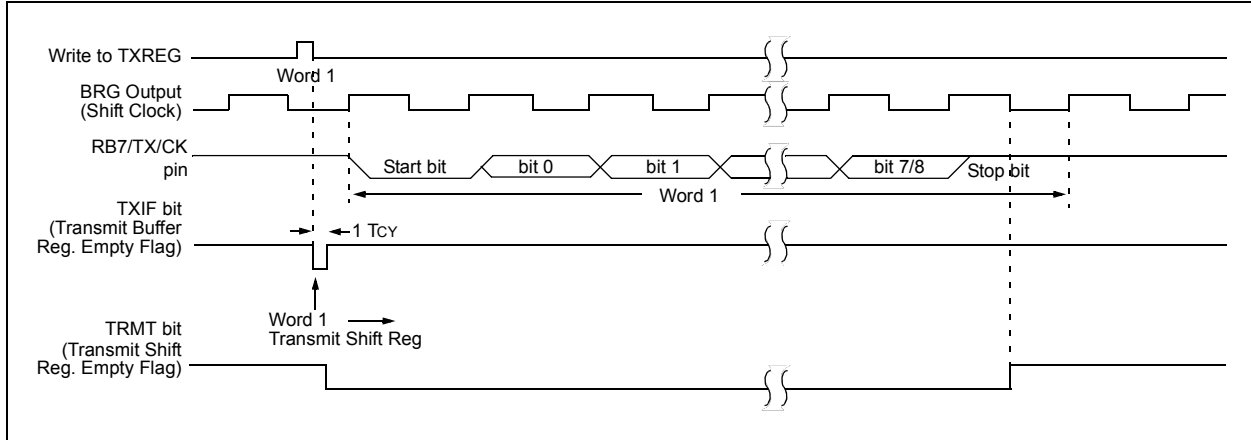 Write to TXREG
Word 1
BRG Output
(Shift Clock)
RB7/TX/CK
pin
Start bit
bit 0
bit 1
bit 7/8
Stop bit
Word 1
TXIF bit
(Transmit Buffer
Reg. Empty Flag)
1 TCY
Word 1
Transmit Shift Reg
TRMT bit
(Transmit Shift
Reg. Empty Flag)